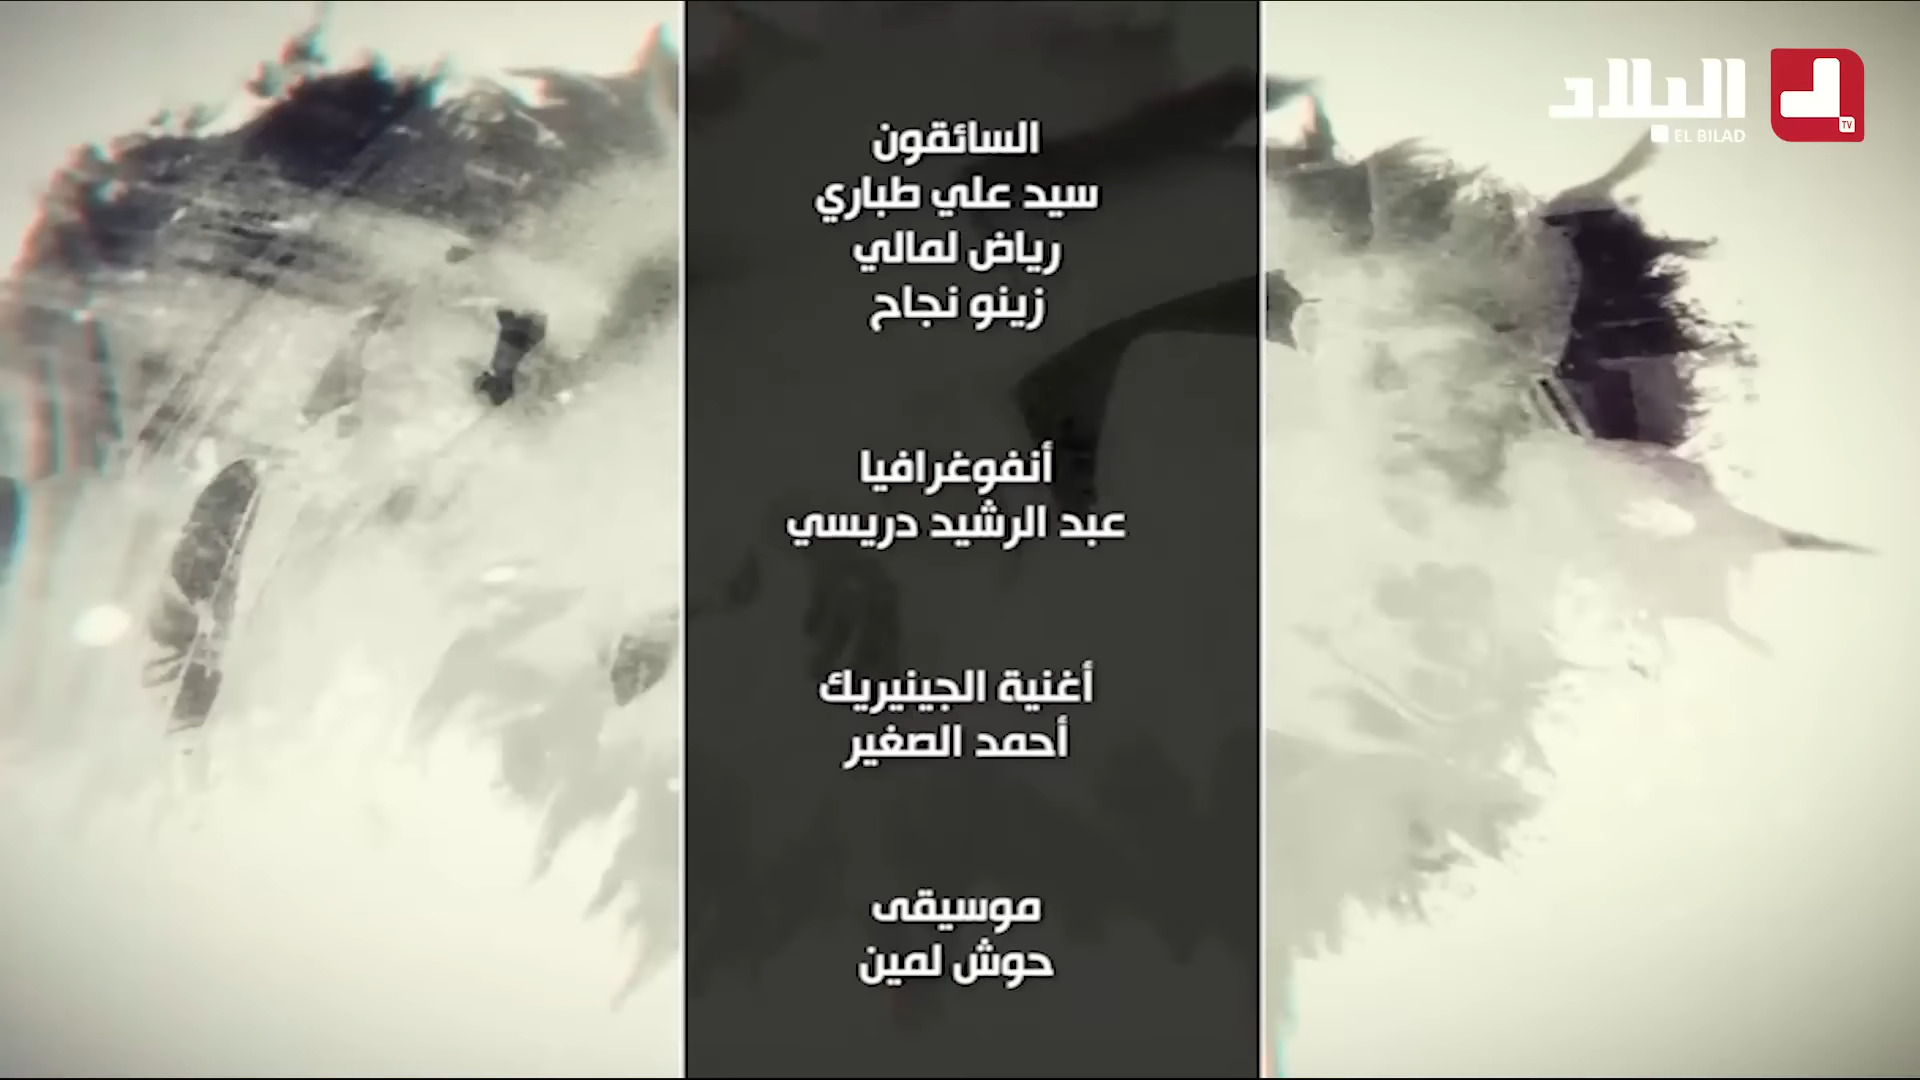 البلاد
EL BILAD
TV
السائقون
سيد علي طباري
رياض لمالي
زينو نجاح
أنفوغرافيا
عبد الرشيد دريسي
أغنية الجينيريك
أحمد الصغير
موسيقى
حوش لمين